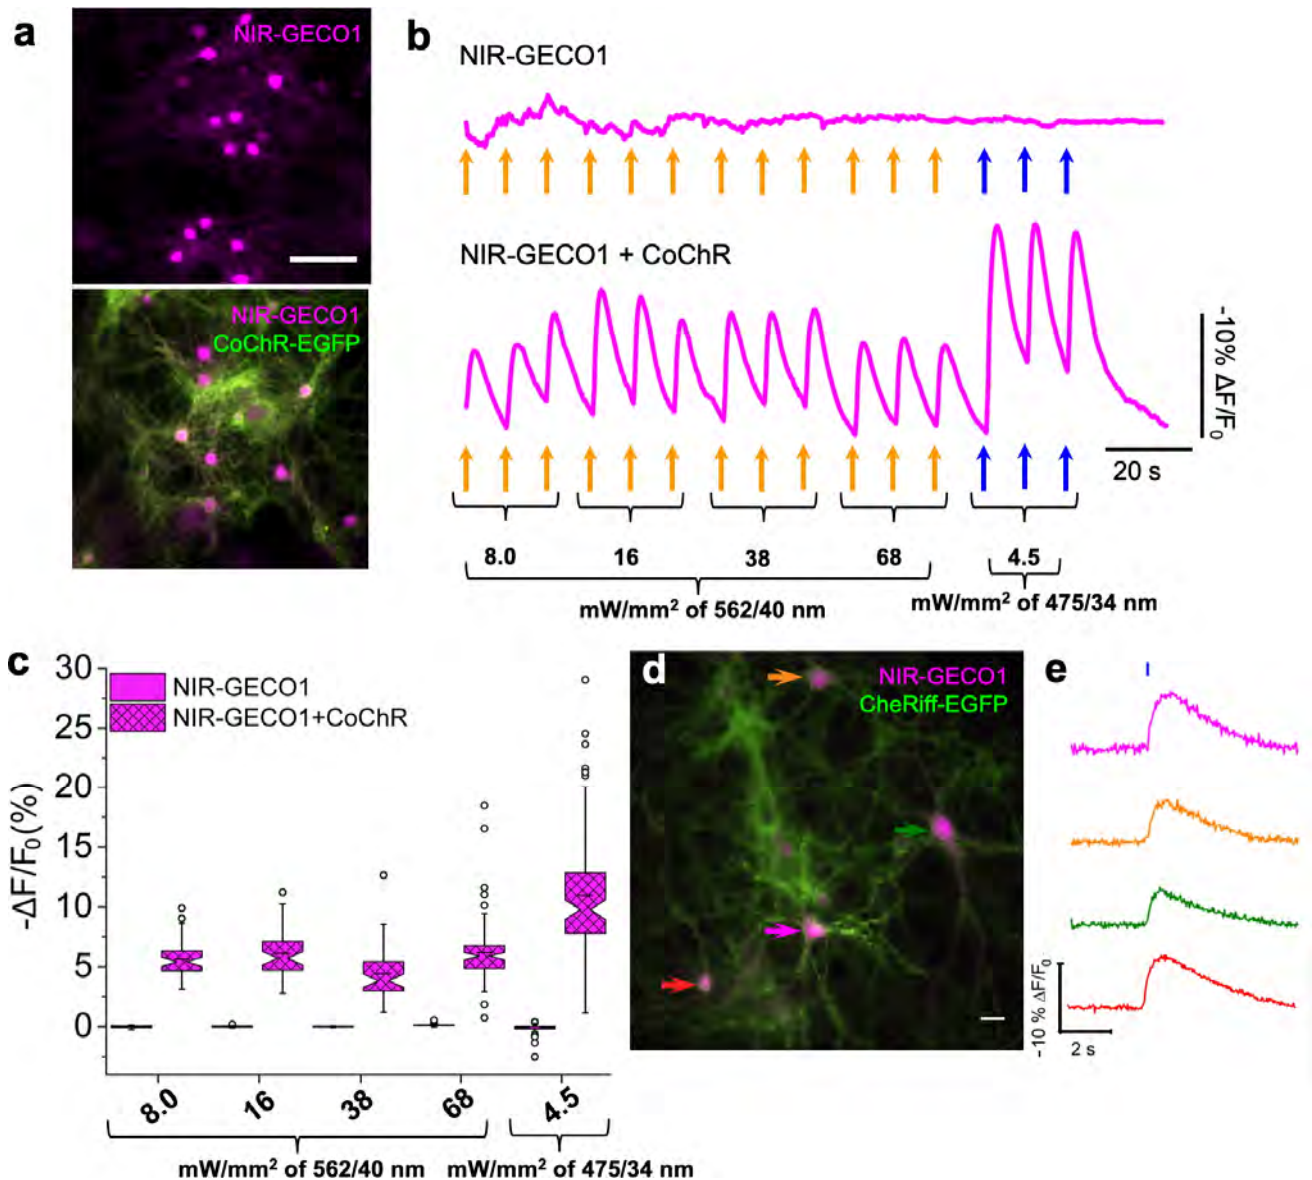 a
NIR-GECO1
NIR-GECO1
CoChR-EGFP
b
NIR-GECO1
NIR-GECO1 + CoChR
-10% ΔF/F₀
20 s
8.0 16 38 68 4.5
mW/mm² of 562/40 nm mW/mm² of 475/34 nm
c
30
25
20
15
10
5
0
-ΔF/F₀(%)
NIR-GECO1
NIR-GECO1+CoChR
8.0 16 38 68 4.5
mW/mm² of 562/40 nm mW/mm² of 475/34 nm
d
NIR-GECO1
CheRiff-EGFP
e
-10 % ΔF/F₀
2 s